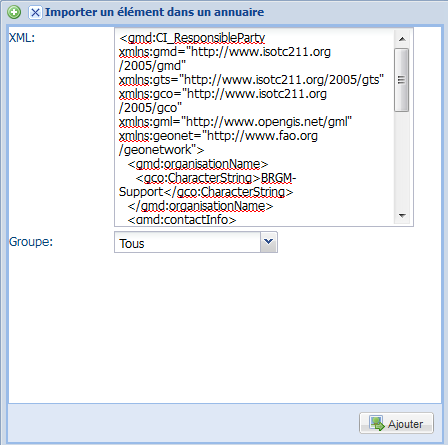 Importer un élément dans un annuaire
XML:
<gmd:CI_ResponsibleParty
xmlns:gmd="http://www.isotc211.org
/2005/gmd"
xmlns:gts="http://www.isotc211.org/2005/gts"
xmlns:gco="http://www.isotc211.org
/2005/gco"
xmlns:gml="http://www.opengis.net/gml"
xmlns:geonet="http://www.fao.org
/geonetwork">
<gmd:organisationName>
<gco:CharacterString>BRGM-
Support</gco:CharacterString>
</gmd:organisationName>
<gmd:contactInfo>
Groupe:
Tous
Ajouter